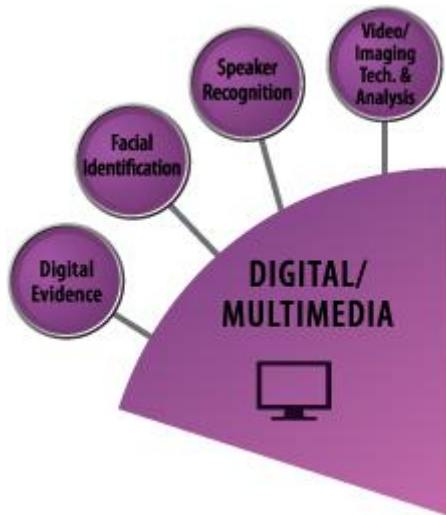 Video/
Imaging
Tech. &
Analysis
Speaker
Recognition
Facial
Identification
Digital
Evidence
DIGITAL/
MULTIMEDIA